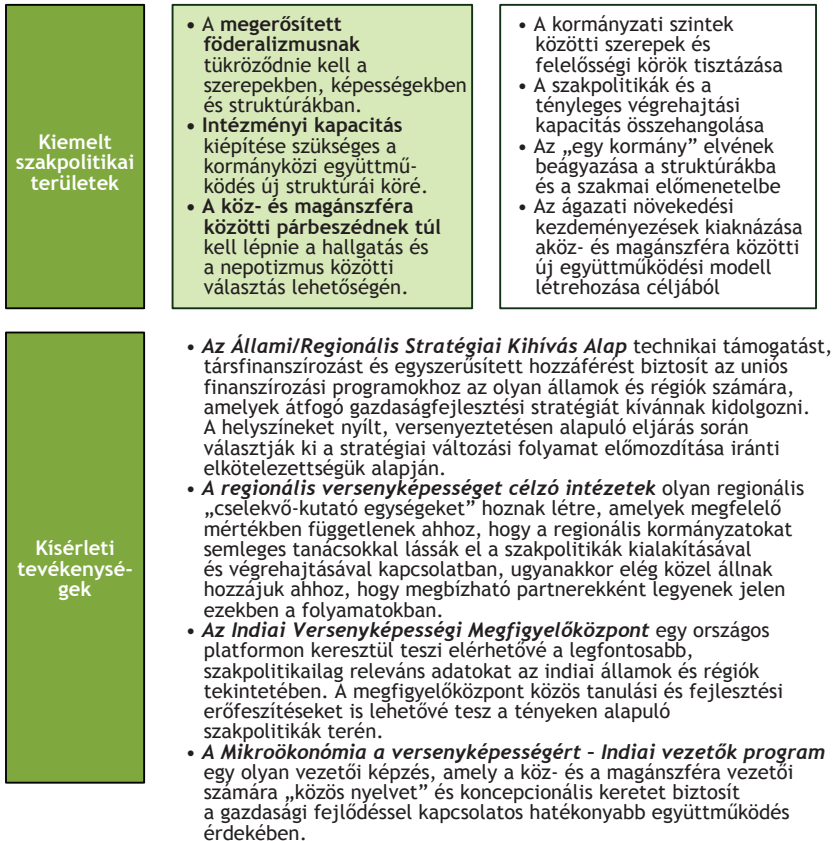 Kiemelt
szakpolitikai
területek
• A megerősített
föderalizmusnak
tükröződnie kell a
szerepekben, képességekben
és struktúrákban.
• Intézményi kapacitás
kiépítése szükséges a
kormányközi együttmű-
ködés új struktúrái köré.
• A köz- és magánszféra
közötti párbeszédnek túl
kell lépnie a hallgatás és
a nepotizmus közötti
választás lehetőségén.
• A kormányzati szintek
közötti szerepek és
felelősségi körök tisztázása
• A szakpolitikák és a
tényleges végrehajtási
kapacitás összehangolása
• Az „egy kormány” elvének
beágyazása a struktúrákba
és a szakmai előmenetelbe
• Az ágazati növekedési
kezdeményezések kiaknázása
aköz- és magánszféra közötti
új együttműködési modell
létrehozása céljából
Kísérleti
tevékenysé-
gek
• Az Állami/Regionális Stratégiai Kihívás Alap technikai támogatást,
társfinanszírozást és egyszerűsített hozzáférést biztosít az uniós
finanszírozási programokhoz az olyan államok és régiók számára,
amelyek átfogó gazdaságfejlesztési stratégiát kívánnak kidolgozni.
A helyszíneket nyílt, versenyeztetésen alapuló eljárás során
választják ki a stratégiai változási folyamat előmozdítása iránti
elkötelezettségük alapján.
• A regionális versenyképességet célzó intézetek olyan regionális
„cselekvő-kutató egységeket” hoznak létre, amelyek megfelelő
mértékben függetlenek ahhoz, hogy a regionális kormányzatokat
semleges tanácsokkal lássák el a szakpolitikák kialakításával
és végrehajtásával kapcsolatban, ugyanakkor elég közel állnak
hozzájuk ahhoz, hogy megbízható partnerekként legyenek jelen
ezekben a folyamatokban.
• Az Indiai Versenyképességi Megfigyelőközpont egy országos
platformon keresztül teszi elérhetővé a legfontosabb,
szakpolitikailag releváns adatokat az indiai államok és régiók
tekintetében. A megfigyelőközpont közös tanulási és fejlesztési
erőfeszítéseket is lehetővé tesz a tényeken alapuló
szakpolitikák terén.
• A Mikroökonómia a versenyképességért – Indiai vezetők program
egy olyan vezetői képzés, amely a köz- és a magánszféra vezetői
számára „közös nyelvet” és koncepcionális keretet biztosít
a gazdasági fejlődéssel kapcsolatos hatékonyabb együttműködés
érdekében.